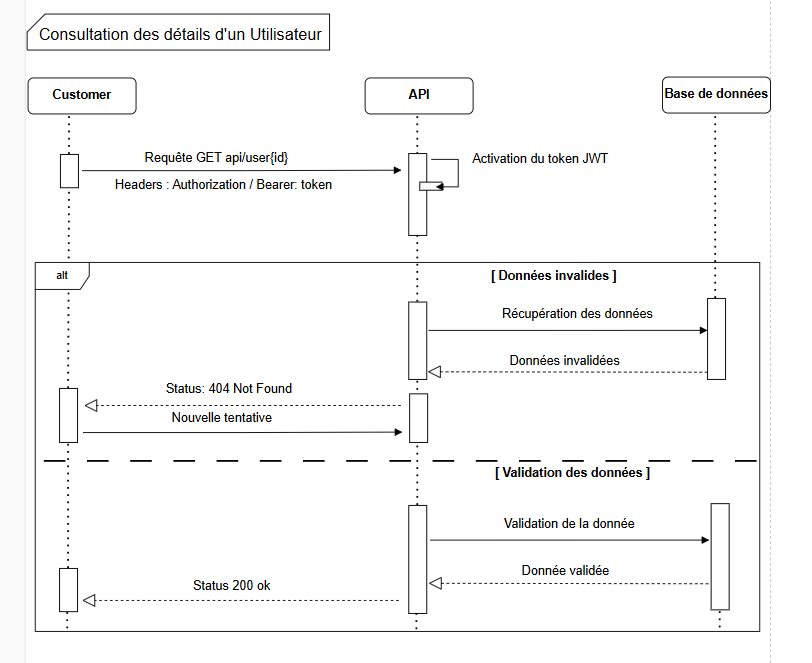 Consultation des détails d'un Utilisateur
Customer
API
Base de données
Requête GET api/user{id}
Activation du token JWT
Headers : Authorization / Bearer: token
alt
[ Données invalides ]
Récupération des données
Données invalidées
Status: 404 Not Found
Nouvelle tentative
[ Validation des données ]
Validation de la donnée
Donnée validée
Status 200 ok